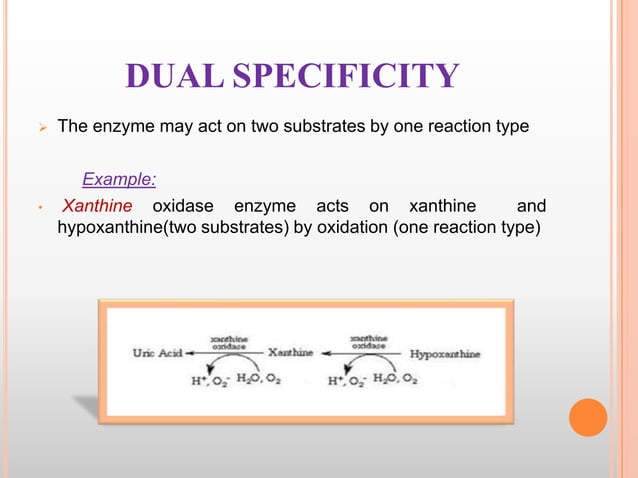 DUAL SPECIFICITY
The enzyme may act on two substrates by one reaction type
Example:
Xanthine oxidase enzyme acts on xanthine and
hypoxanthine(two substrates) by oxidation (one reaction type)
xanthine oxidase xanthine oxidase
Uric Acid Xanthine Hypoxanthine
H⁺, O₂⁻ H₂O, O₂ H⁺, O₂⁻ H₂O, O₂